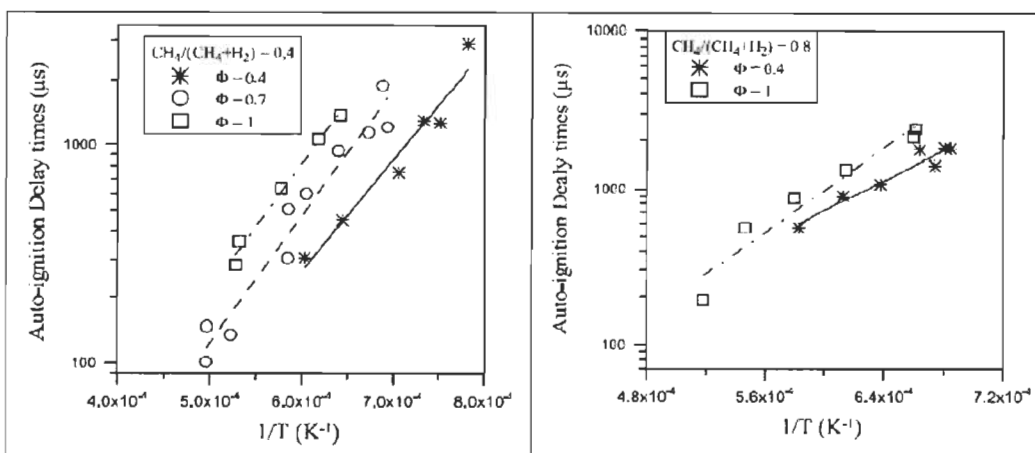 Auto-ignition Delay times (µs)
CH4/(CH4+H2) – 0,4
Φ – 0.4
Φ – 0.7
Φ – 1
1000
100
4,0x10-4
5,0x10-4
6,0x10-4
7,0x10-4
8,0x10-4
1/T (K-1)
Auto-ignition Dealy times (µs)
CH4/(CH4+H2) – 0.8
Φ = 0.4
Φ – 1
10000
1000
100
4.8x10-4
5.6x10-4
6.4x10-4
7.2x10-4
1/T (K-1)